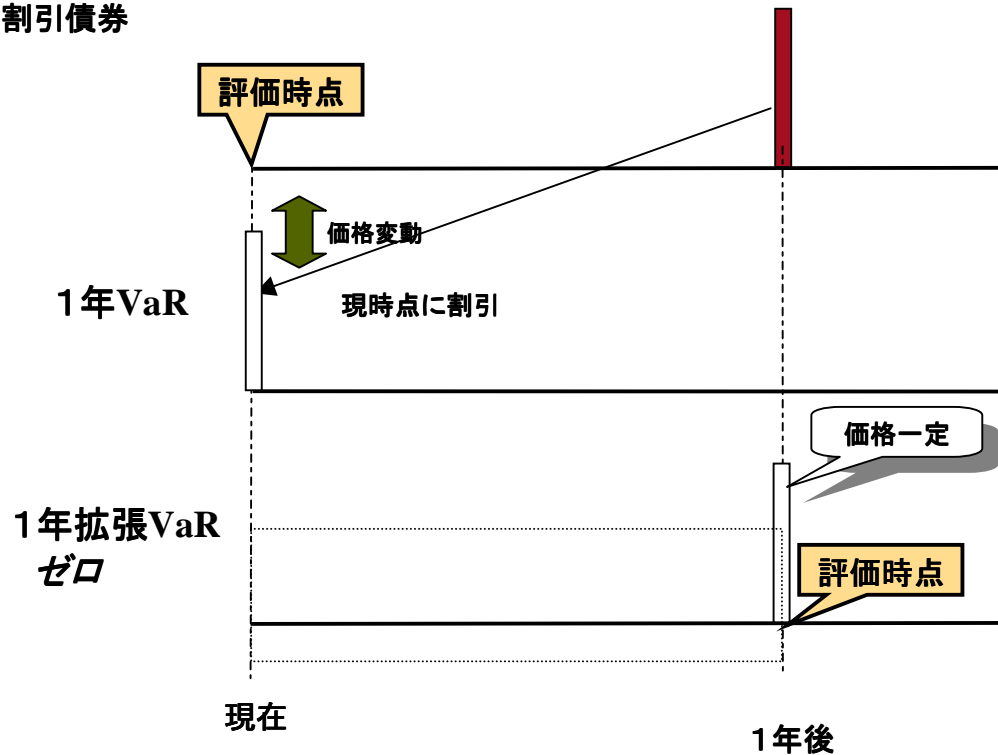 割引債券
評価時点
価格変動
１年VaR
現時点に割引
価格一定
１年拡張VaR
ゼロ
評価時点
現在
１年後